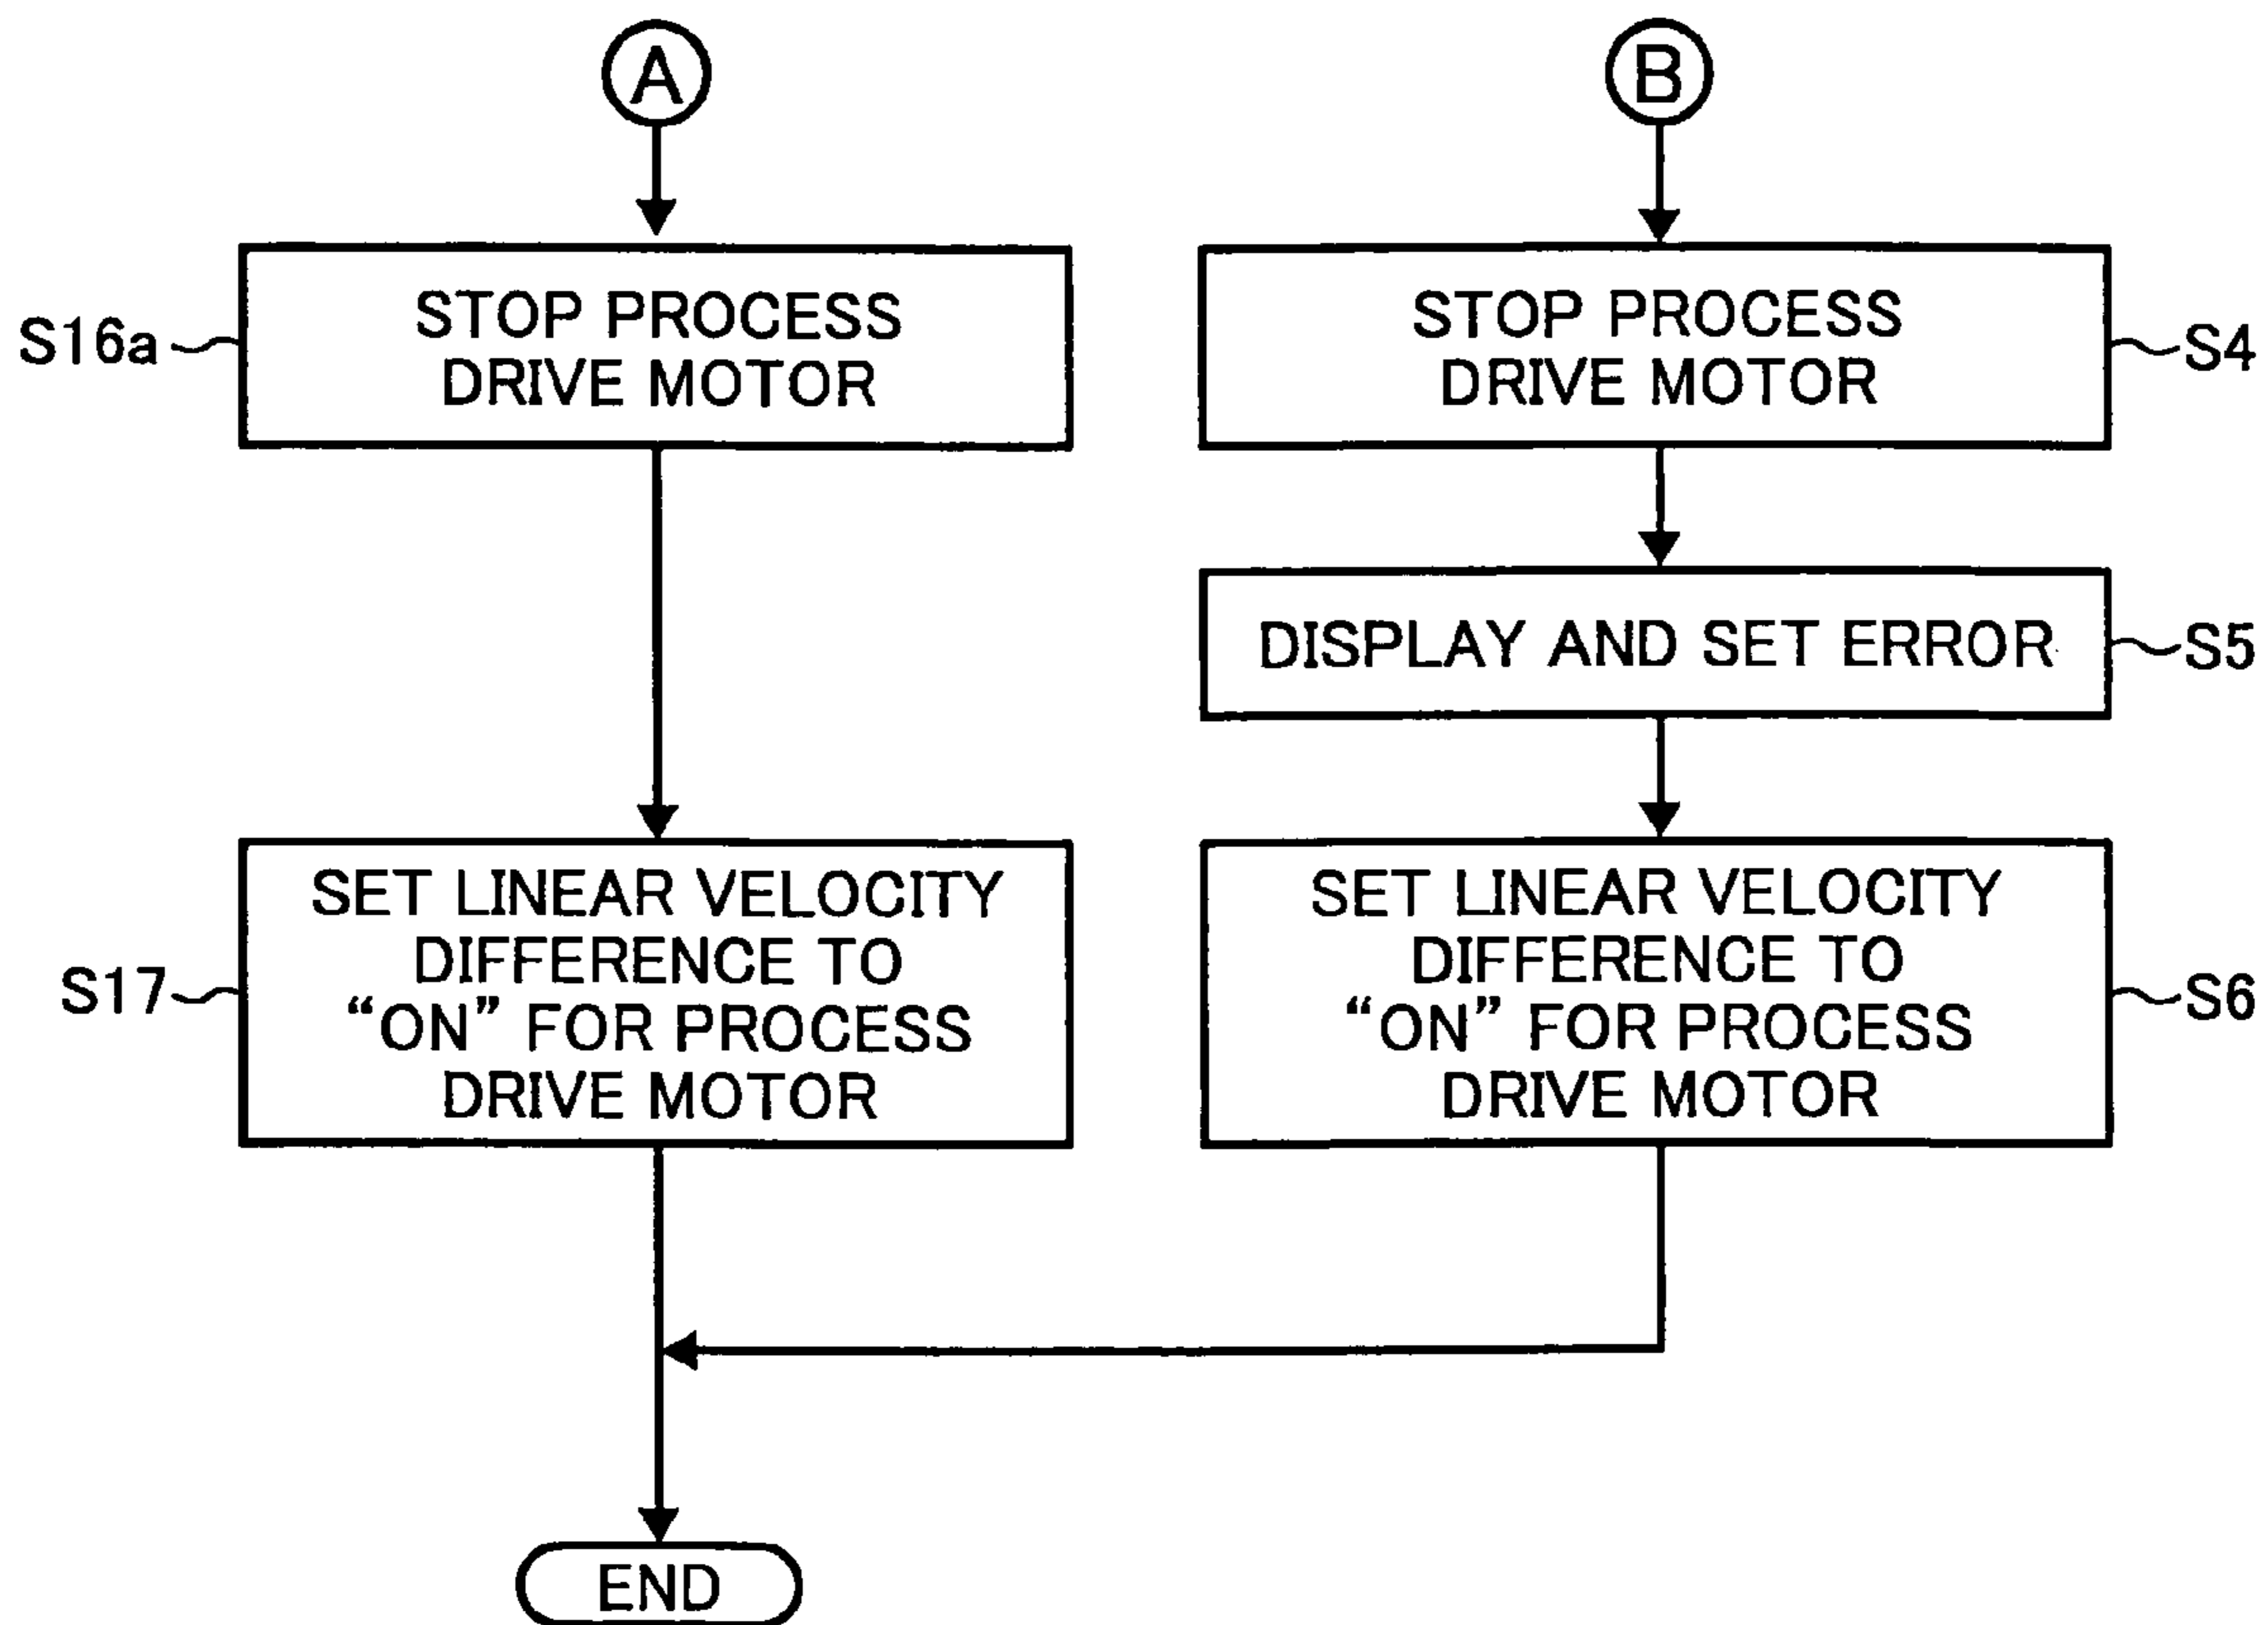 A
B
S16a
STOP PROCESS
DRIVE MOTOR
STOP PROCESS
DRIVE MOTOR
S4
DISPLAY AND SET ERROR
S5
S17
SET LINEAR VELOCITY
DIFFERENCE TO
“ON” FOR PROCESS
DRIVE MOTOR
SET LINEAR VELOCITY
DIFFERENCE TO
“ON” FOR PROCESS
DRIVE MOTOR
S6
END